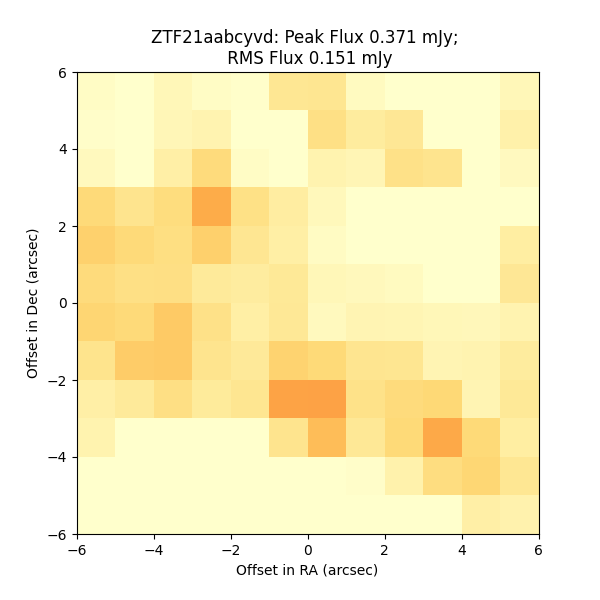 ZTF21aabcyvd: Peak Flux 0.371 mJy;
RMS Flux 0.151 mJy
6
4
2
0
−2
−4
−6
Offset in Dec (arcsec)
−6 −4 −2 0 2 4 6
Offset in RA (arcsec)